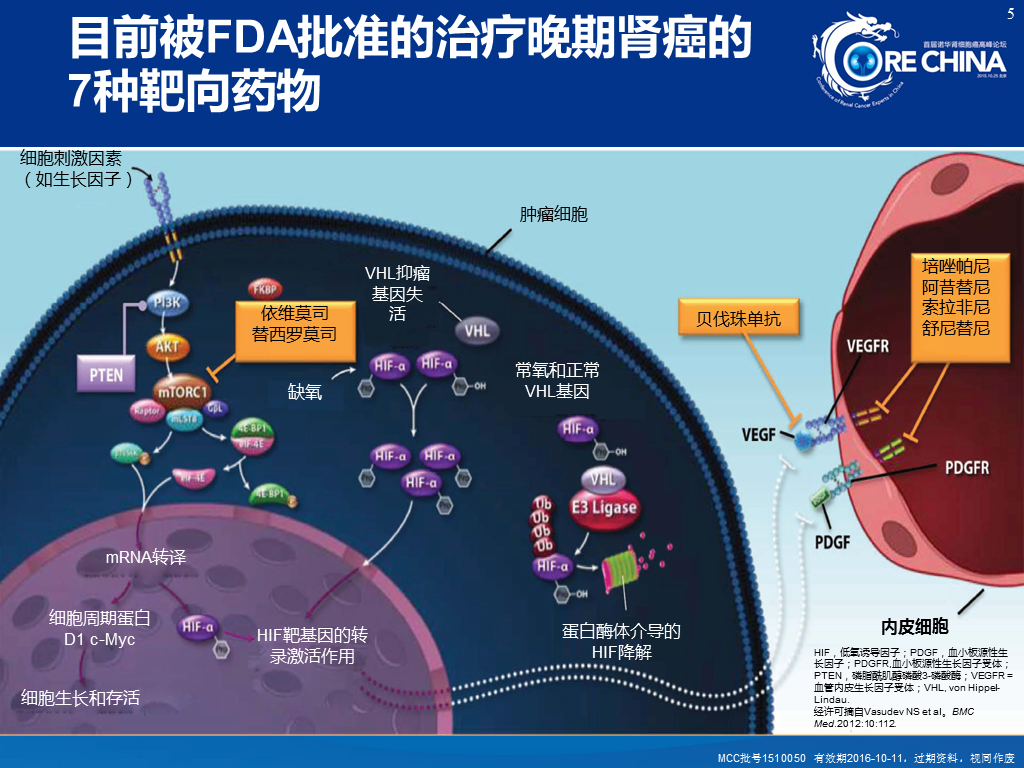 5
目前被FDA批准的治疗晚期肾癌的
7种靶向药物
首届诺华肾细胞癌高峰论坛
CORE CHINA
2015.10.25 北京
Conference of Renal Cancer Experts in China
细胞刺激因素
（如生长因子）
肿瘤细胞
PI3K
AKT
PTEN
mTORC1
Raptor
GβL
mLST8
FKBP
依维莫司
替西罗莫司
VHL抑瘤
基因失
活
VHL
HIF-α
HIF-α
OH
缺氧
常氧和正常
VHL基因
4E-BP1
eIF-4E
eIF-4E
4E-BP1
HIF-α
HIF-α
HIF-α
HIF-α
OH
VHL
E3 Ligase
Ub
Ub
Ub
Ub
HIF-α
OH
贝伐珠单抗
培唑帕尼
阿昔替尼
索拉非尼
舒尼替尼
VEGFR
VEGF
PDGFR
PDGF
mRNA转译
细胞周期蛋白
D1 c-Myc
HIF-α
HIF靶基因的转
录激活作用
细胞生长和存活
蛋白酶体介导的
HIF降解
内皮细胞
HIF，低氧诱导因子；PDGF，血小板源性生
长因子；PDGFR,血小板源性生长因子受体；
PTEN，磷脂酰肌醇磷酸3-磷酸酶；VEGFR =
血管内皮生长因子受体；VHL, von Hippel-
Lindau.
经许可摘自Vasudev NS et al。BMC
Med.2012:10:112.
MCC批号1510050 有效期2016-10-11，过期资料，视同作废